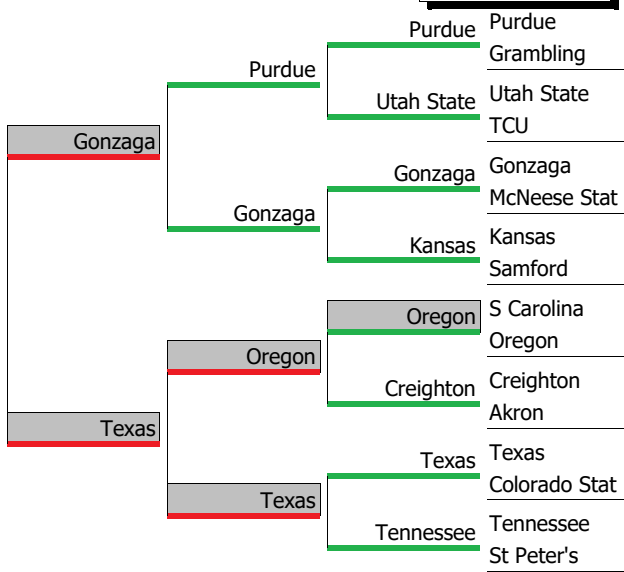 Purdue
Purdue
Grambling
Purdue
Utah State
Utah State
TCU
Gonzaga
Gonzaga
Gonzaga
McNeese Stat
Gonzaga
Kansas
Kansas
Samford
Oregon
S Carolina
Oregon
Oregon
Creighton
Creighton
Akron
Texas
Texas
Texas
Colorado Stat
Texas
Tennessee
Tennessee
St Peter's